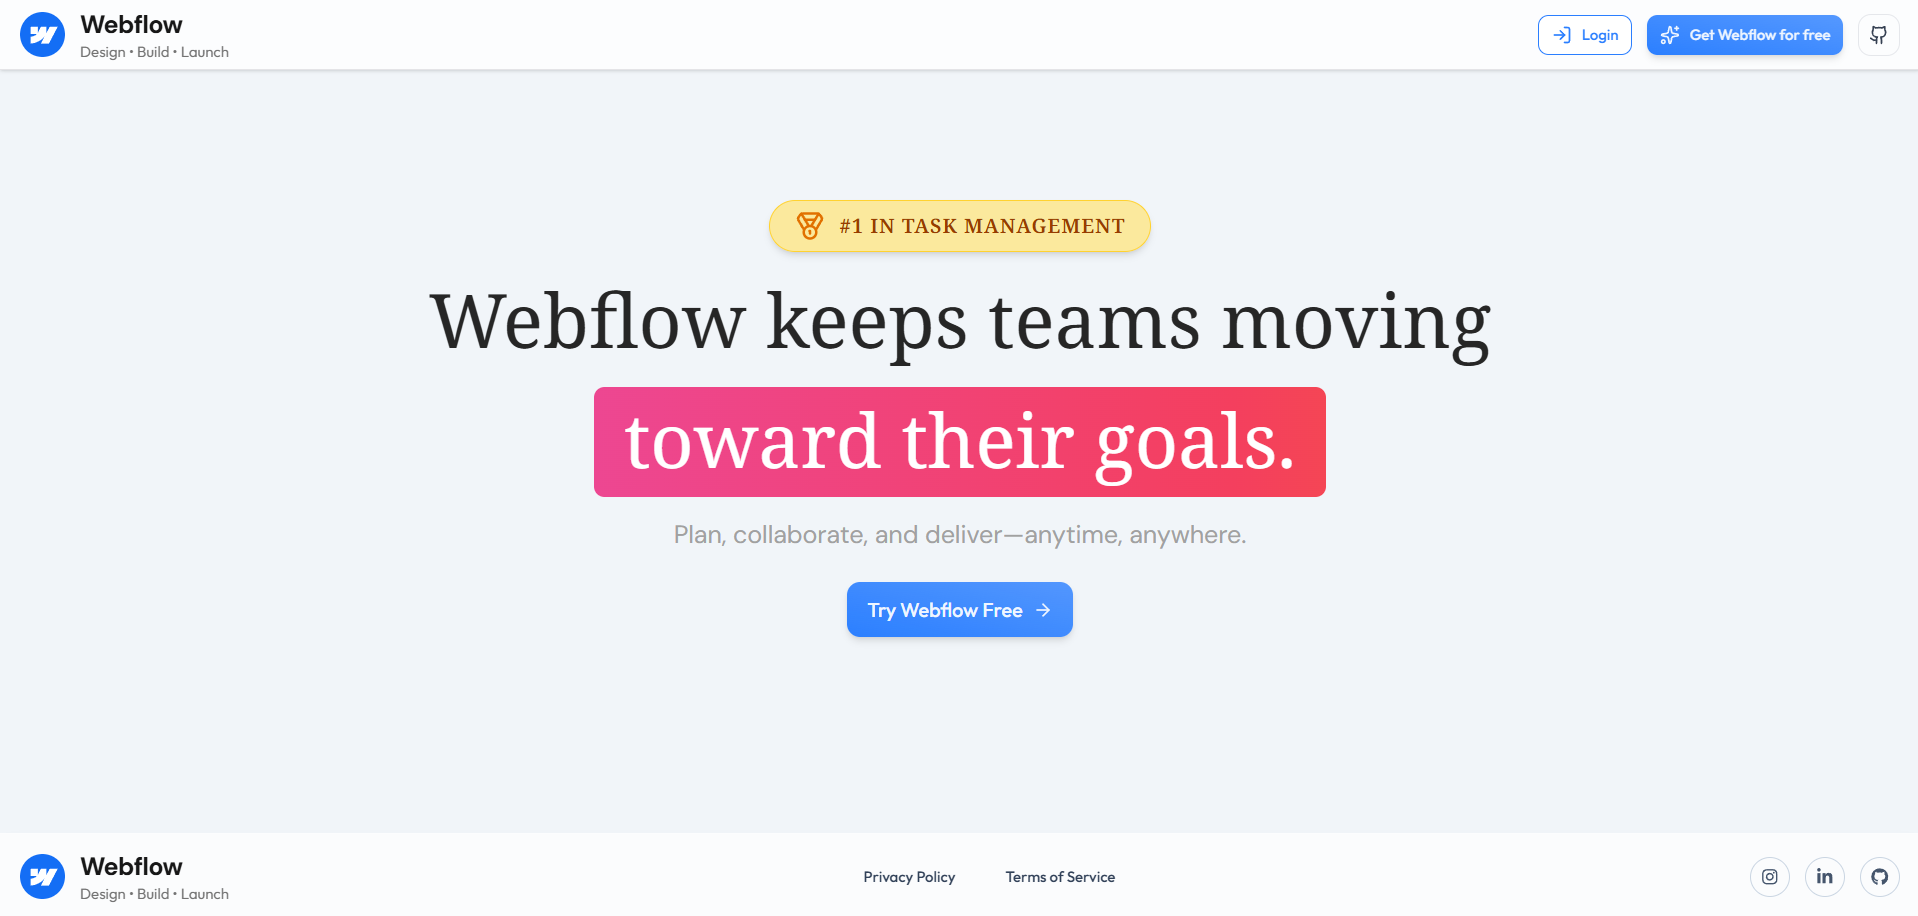 Webflow
Design • Build • Launch
Login
Get Webflow for free
#1 IN TASK MANAGEMENT
Webflow keeps teams moving
toward their goals.
Plan, collaborate, and deliver—anytime, anywhere.
Try Webflow Free
Webflow
Design • Build • Launch
Privacy Policy
Terms of Service